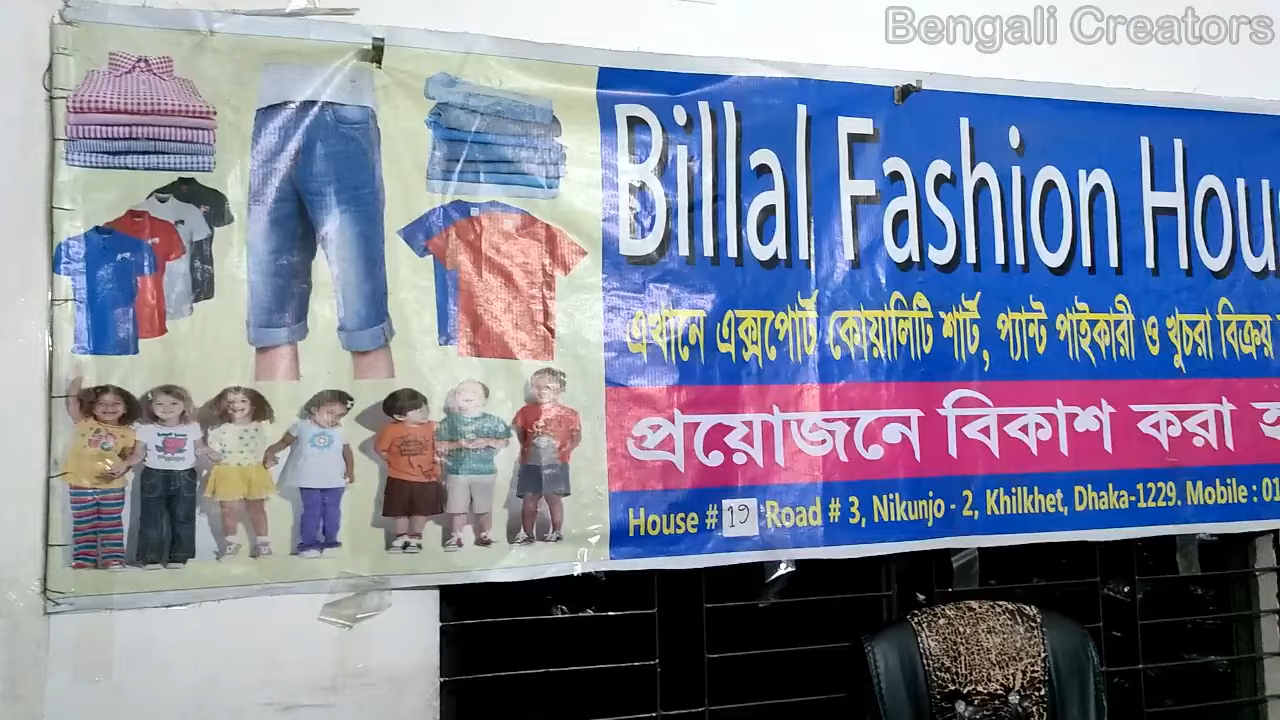 Bengali Creators
Billal Fashion Hou
এখানে এক্সপোর্ট কোয়ালিটি শার্ট, প্যান্ট পাইকারী ও খুচরা বিক্রয়
প্রয়োজনে বিকাশ করা হ
House # 19 Road # 3, Nikunjo - 2, Khilkhet, Dhaka-1229. Mobile : 01